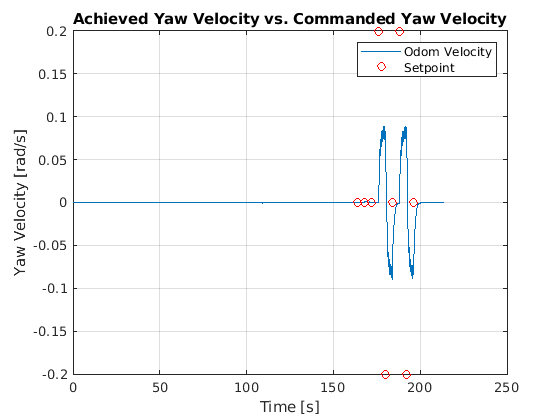 Achieved Yaw Velocity vs. Commanded Yaw Velocity
0.2
0.15
0.1
0.05
0
-0.05
-0.1
-0.15
-0.2
Yaw Velocity [rad/s]
Odom Velocity
Setpoint
0 50 100 150 200 250
Time [s]